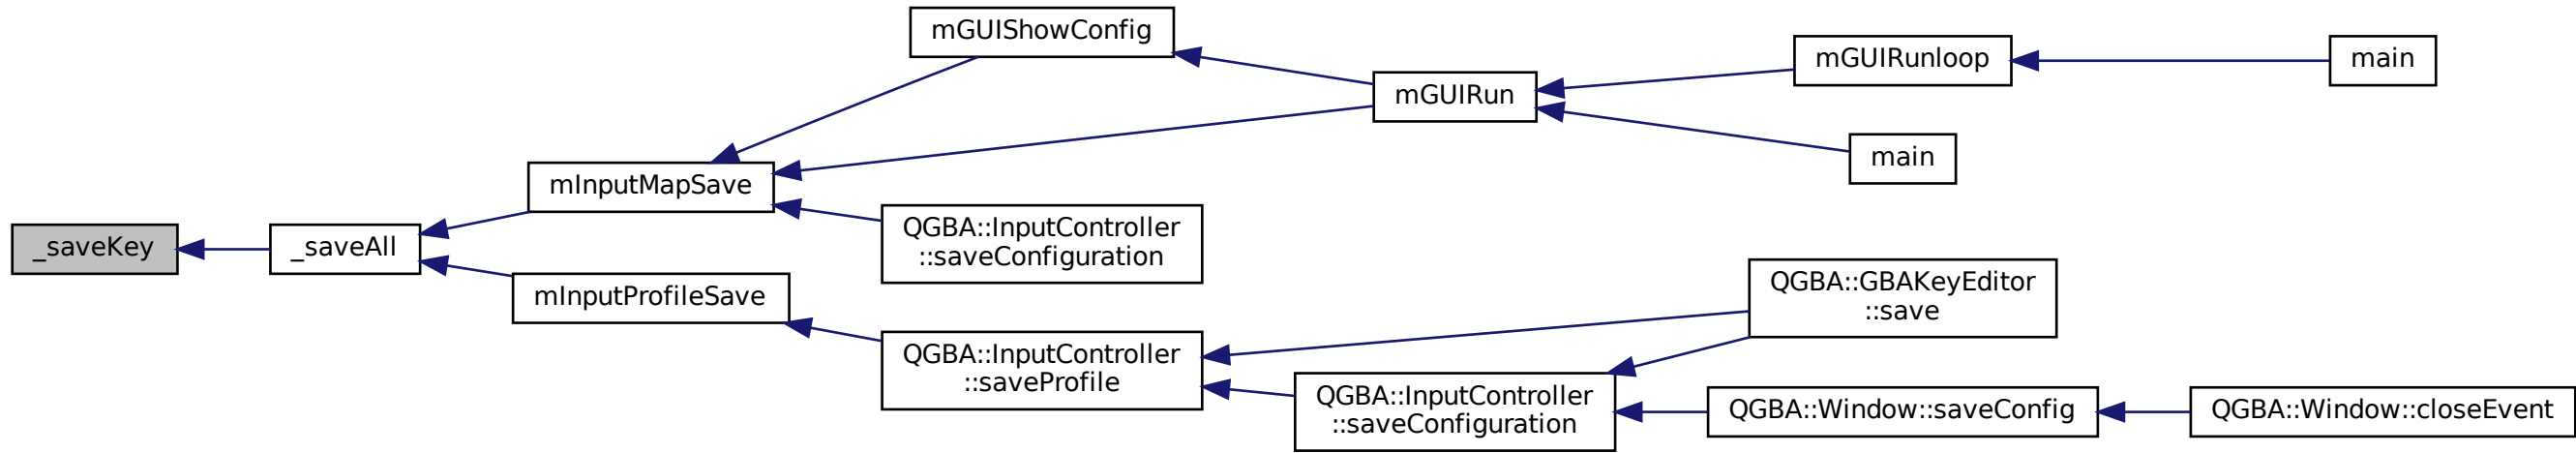 mGUIShowConfig
mGUIRunloop
main
mGUIRun
main
mInputMapSave
QGBA::InputController
::saveConfiguration
_saveKey
_saveAll
mInputProfileSave
QGBA::GBAKeyEditor
::save
QGBA::InputController
::saveProfile
QGBA::InputController
::saveConfiguration
QGBA::Window::saveConfig
QGBA::Window::closeEvent